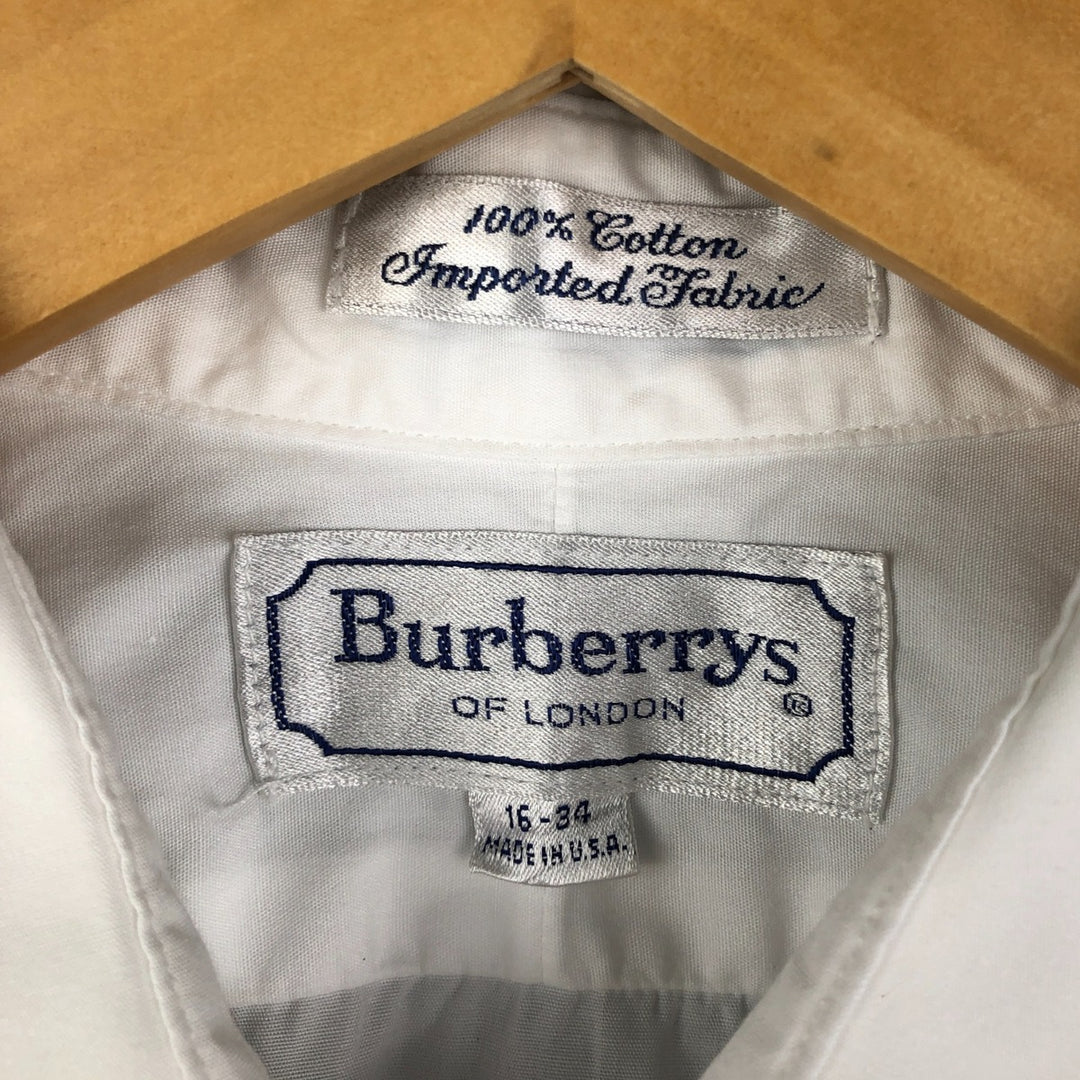 100% Cotton
Imported Fabric
Burberrys
®
OF LONDON
16-34
MADE IN U.S.A.